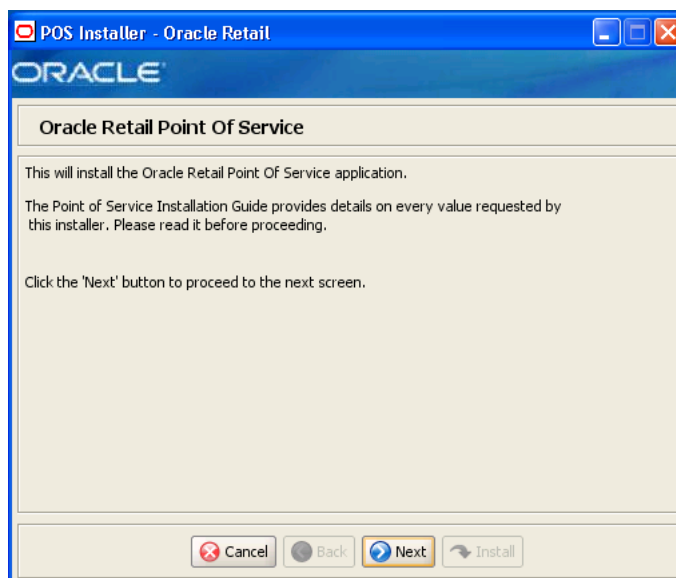 POS Installer - Oracle Retail
ORACLE
Oracle Retail Point Of Service
This will install the Oracle Retail Point Of Service application.
The Point of Service Installation Guide provides details on every value requested by
this installer. Please read it before proceeding.
Click the 'Next' button to proceed to the next screen.
Cancel Back Next Install